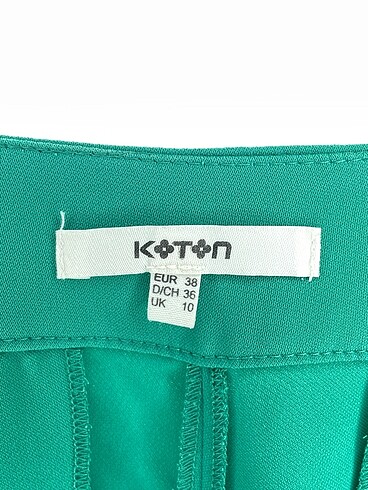 KOTON
EUR 38
D/CH 36
UK 10